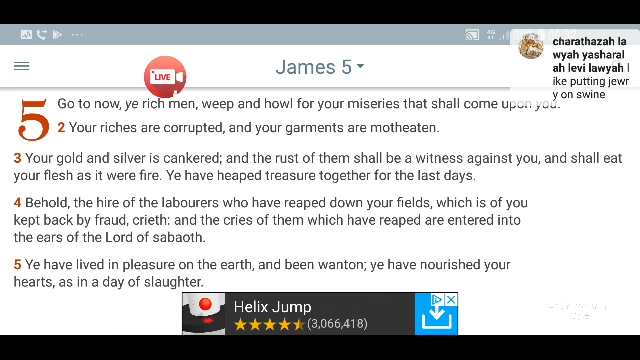 4G
charathazah la
wyah yasharal
ah levi lawyah l
ike putting jewr
y on swine
LIVE
James 5
5 Go to now, ye rich men, weep and howl for your miseries that shall come upon you.
2 Your riches are corrupted, and your garments are motheaten.
3 Your gold and silver is cankered; and the rust of them shall be a witness against you, and shall eat
your flesh as it were fire. Ye have heaped treasure together for the last days.
4 Behold, the hire of the labourers who have reaped down your fields, which is of you
kept back by fraud, crieth: and the cries of them which have reaped are entered into
the ears of the Lord of sabaoth.
5 Ye have lived in pleasure on the earth, and been wanton; ye have nourished your
hearts, as in a day of slaughter.
Helix Jump
(3,066,418)